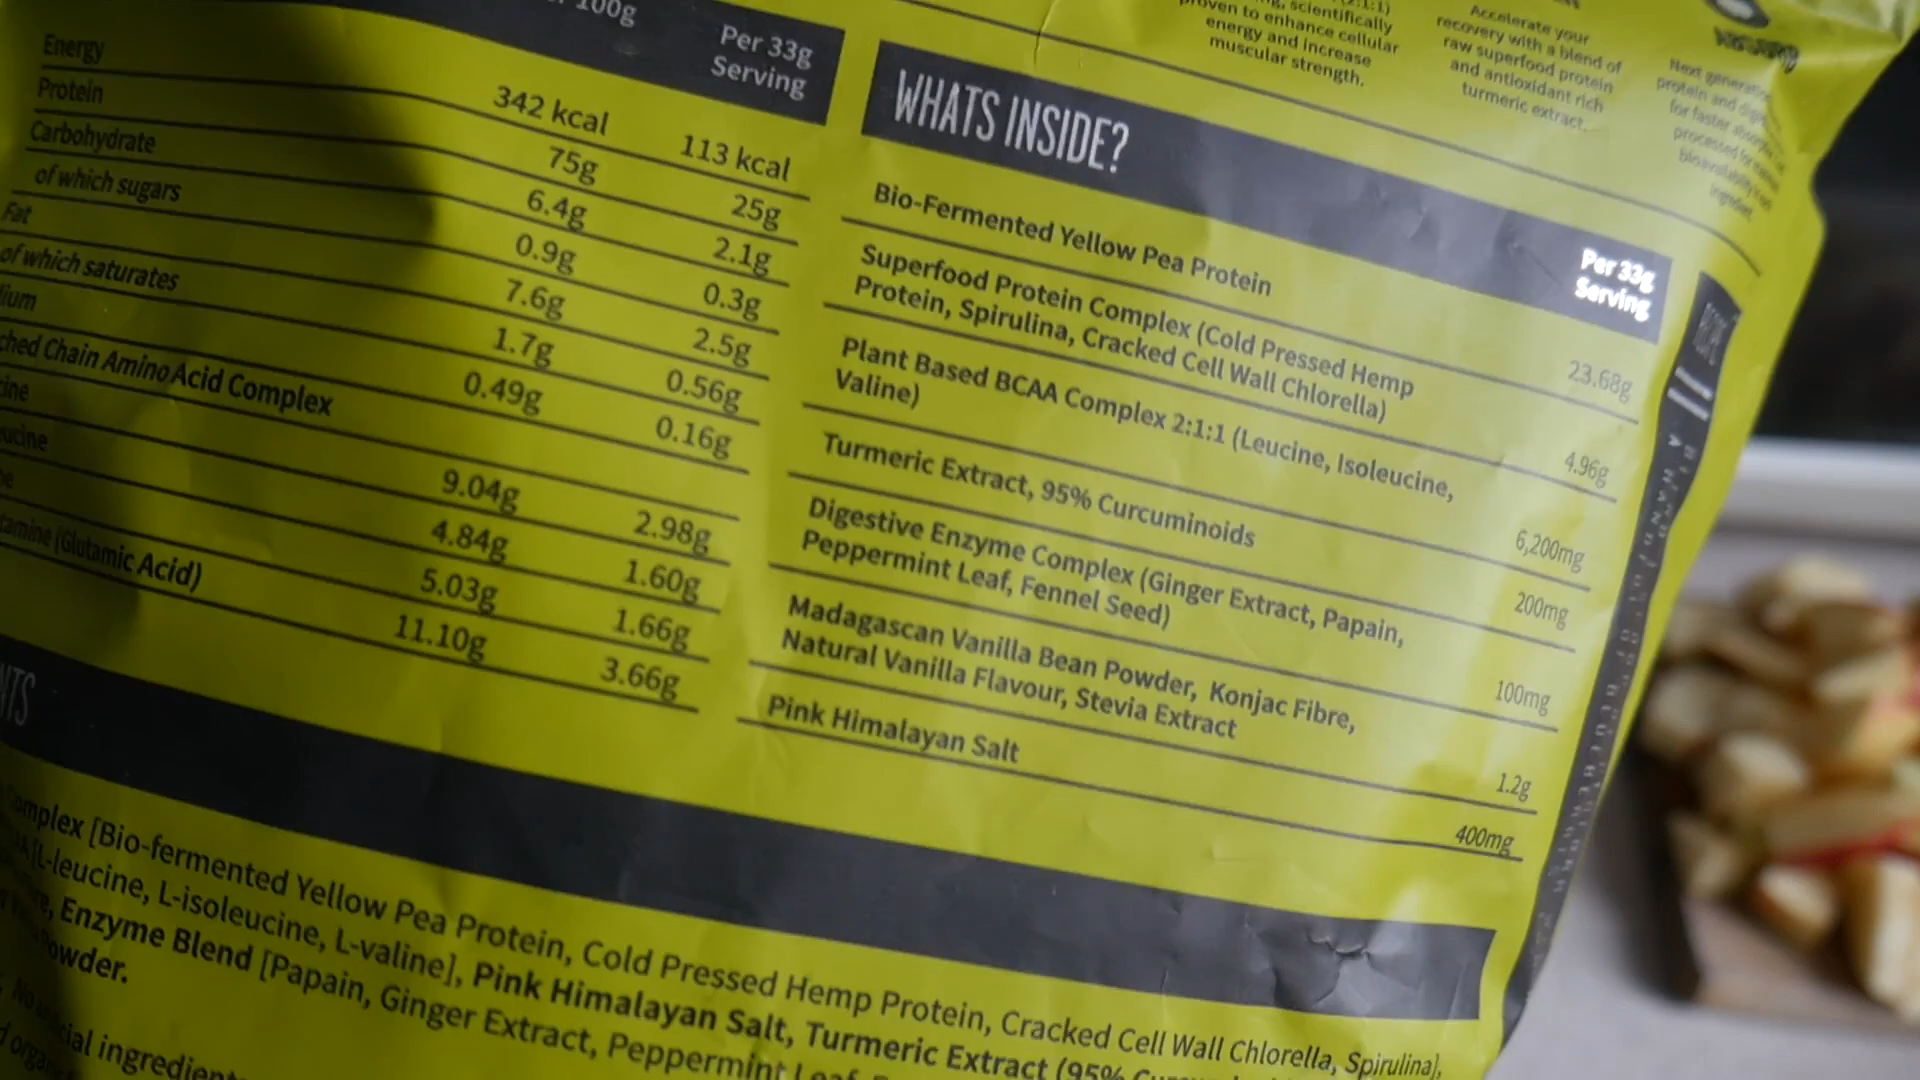 100g
Per 33g
Serving
Energy 342 kcal 113 kcal
Protein 75g 25g
Carbohydrate 6.4g 2.1g
of which sugars 0.9g 0.3g
Fat 7.6g 2.5g
of which saturates 1.7g 0.56g
0.49g 0.16g
Chain Amino Acid Complex
9.04g 2.98g
4.84g 1.60g
5.03g 1.66g
(Glutamic Acid) 11.10g 3.66g
scientifically
to enhance cellular
energy and increase
muscular strength.
Accelerate your
recovery with a blend of
raw superfood protein
and antioxidant rich
turmeric extract.
Next
protein and
for faster
processed
WHATS INSIDE?
Per 33g
Serving
Bio-Fermented Yellow Pea Protein 23.68g
Superfood Protein Complex (Cold Pressed Hemp
Protein, Spirulina, Cracked Cell Wall Chlorella) 4.96g
Plant Based BCAA Complex 2:1:1 (Leucine, Isoleucine,
Valine) 6,200mg
Turmeric Extract, 95% Curcuminoids 200mg
Digestive Enzyme Complex (Ginger Extract, Papain,
Peppermint Leaf, Fennel Seed) 100mg
Madagascan Vanilla Bean Powder, Konjac Fibre,
Natural Vanilla Flavour, Stevia Extract 1.2g
Pink Himalayan Salt 400mg
[Bio-fermented Yellow Pea Protein, Cold Pressed Hemp Protein, Cracked Cell Wall Chlorella, Spirulina],
[L-leucine, L-isoleucine, L-valine], Pink Himalayan Salt, Turmeric Extract (95%
Enzyme Blend [Papain, Ginger Extract, Peppermint